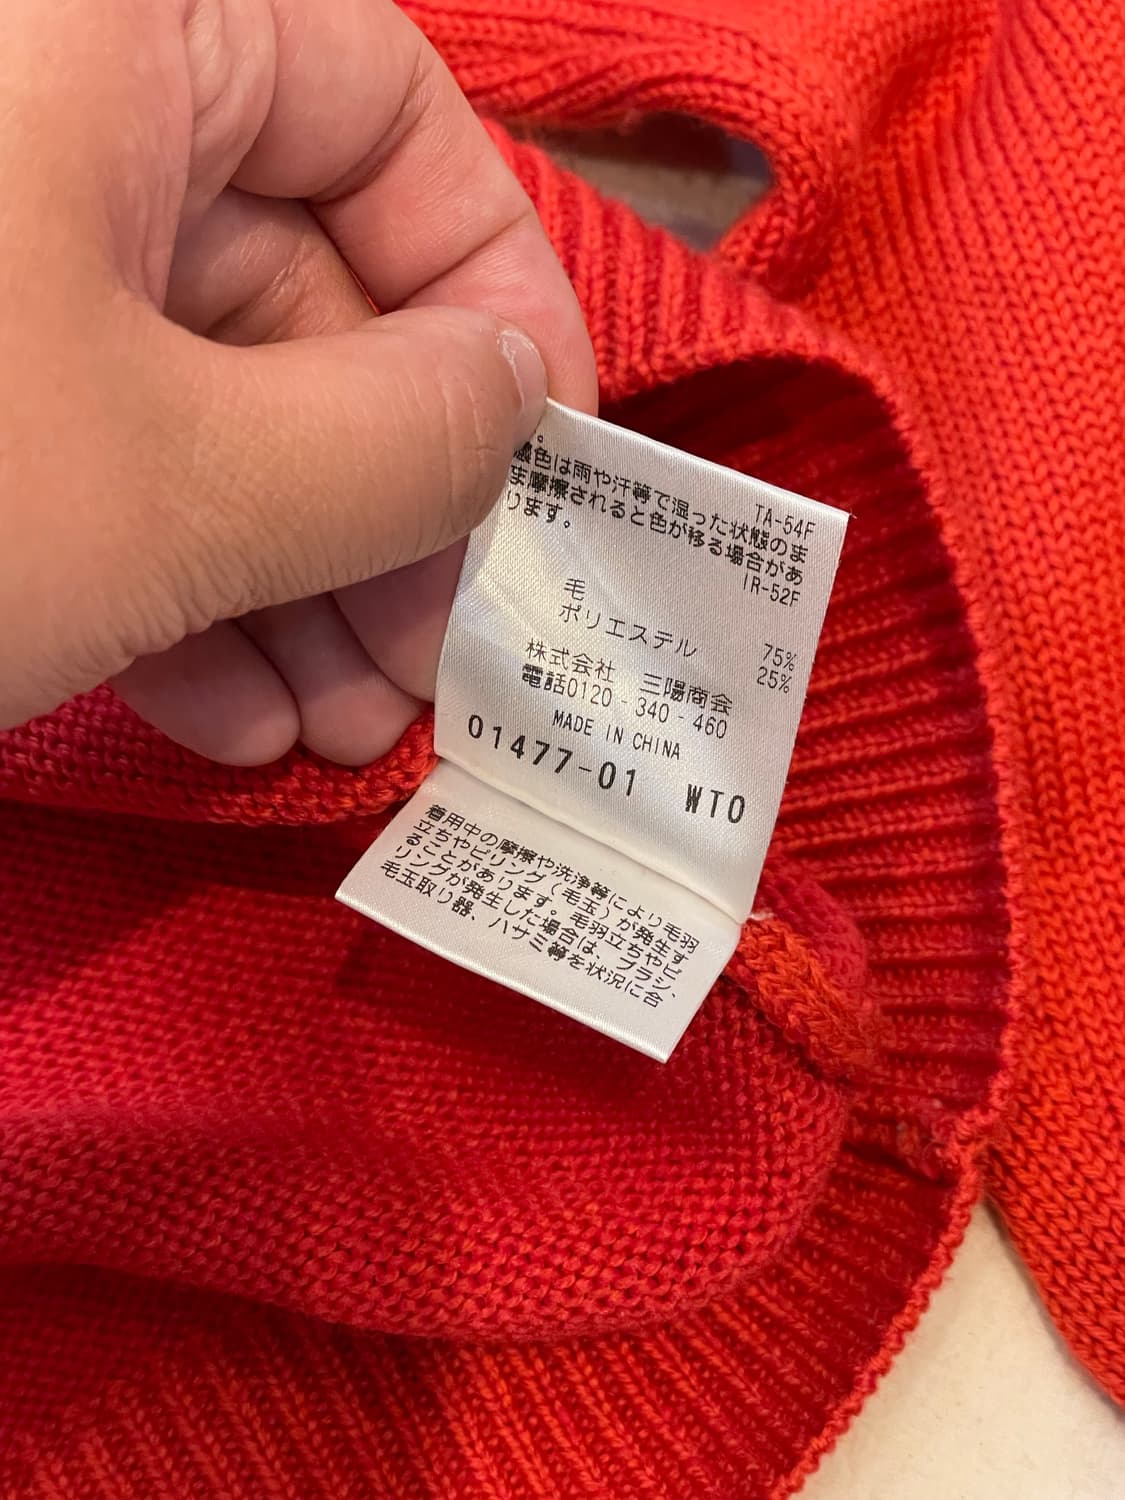 濃色は雨や汗等で湿った状態のま
ま摩擦されると色が移る場合があ
ります。
TA-54F
IR-52F
毛 75%
ポリエステル 25%
株式会社 三陽商会
電話0120-340-460
MADE IN CHINA
01477-01 WTO
着用中の摩擦や洗浄等により毛羽
立ちやピリング(毛玉)が発生す
ることがあります。毛羽立ちやピ
リングが発生した場合は、ブラシ、
毛玉取り器、ハサミ等を状況に合